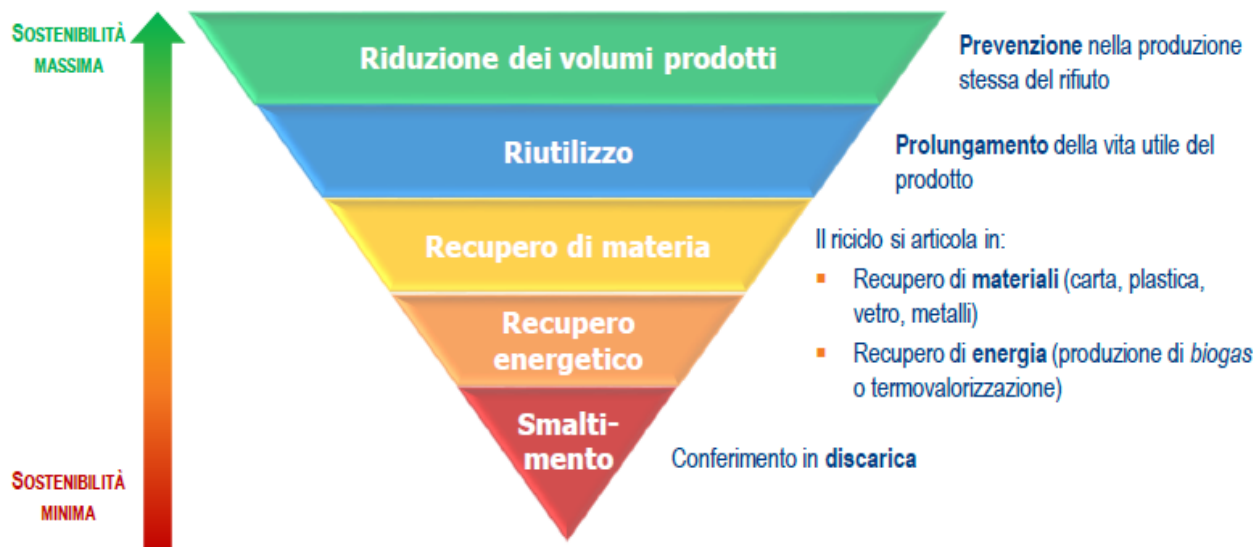 SOSTENIBILITÀ
MASSIMA
Riduzione dei volumi prodotti
Prevenzione nella produzione
stessa del rifiuto
Riutilizzo
Prolungamento della vita utile del
prodotto
Recupero di materia
Il riciclo si articola in:
▪ Recupero di materiali (carta, plastica,
vetro, metalli)
Recupero
energetico
▪ Recupero di energia (produzione di biogas
o termovalorizzazione)
Smalti-
mento
Conferimento in discarica
SOSTENIBILITÀ
MINIMA